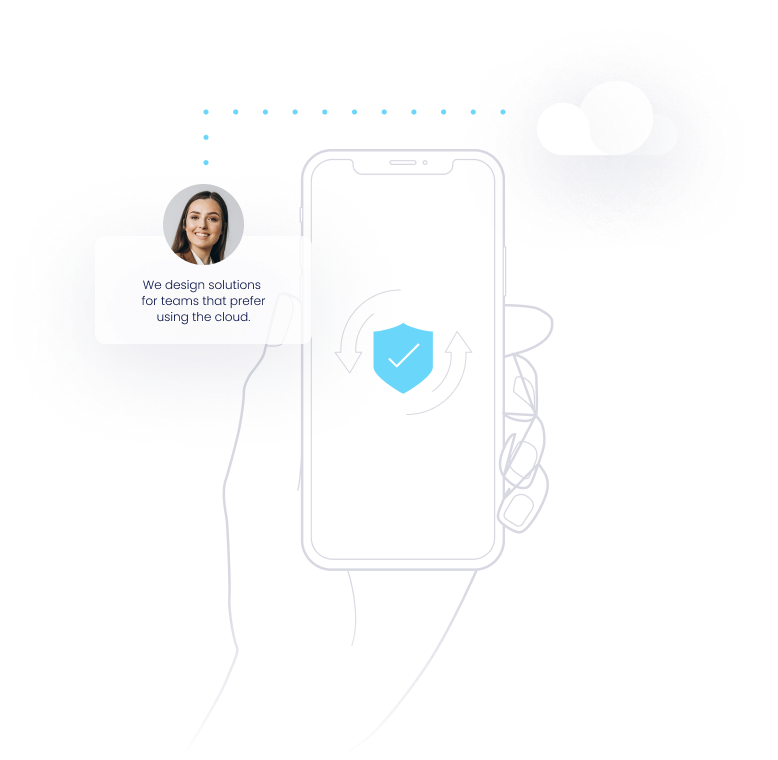 We design solutions
for teams that prefer
using the cloud.